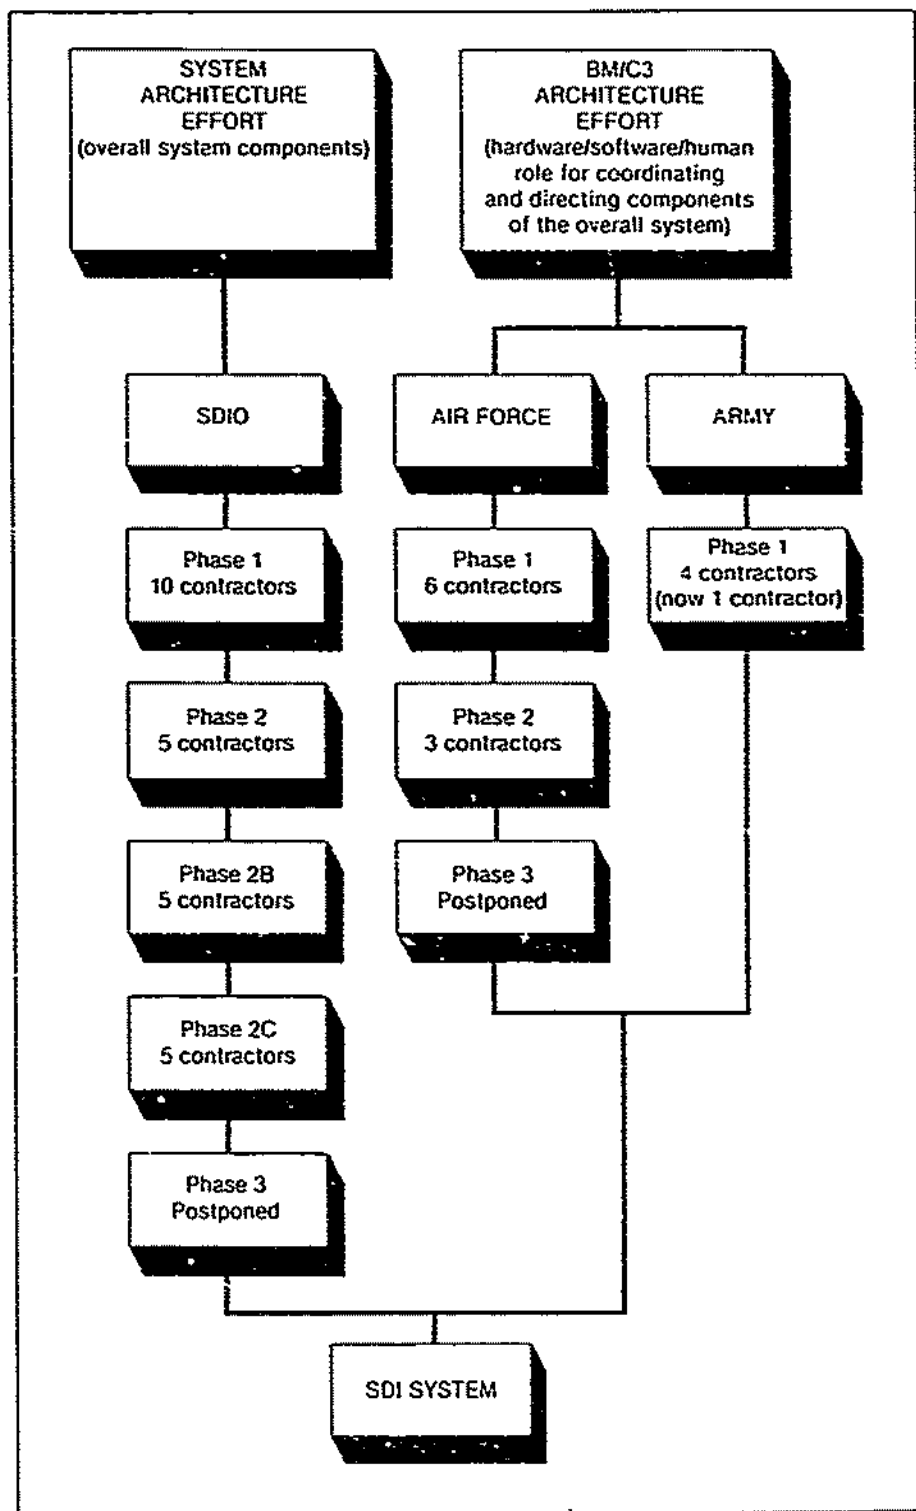 SYSTEM
ARCHITECTURE
EFFORT
(overall system components)
BM/C3
ARCHITECTURE
EFFORT
(hardware/software/human
role for coordinating
and directing components
of the overall system)
SDIO
AIR FORCE
ARMY
Phase 1
10 contractors
Phase 1
6 contractors
Phase 1
4 contractors
(now 1 contractor)
Phase 2
5 contractors
Phase 2
3 contractors
Phase 2B
5 contractors
Phase 3
Postponed
Phase 2C
5 contractors
Phase 3
Postponed
SDI SYSTEM